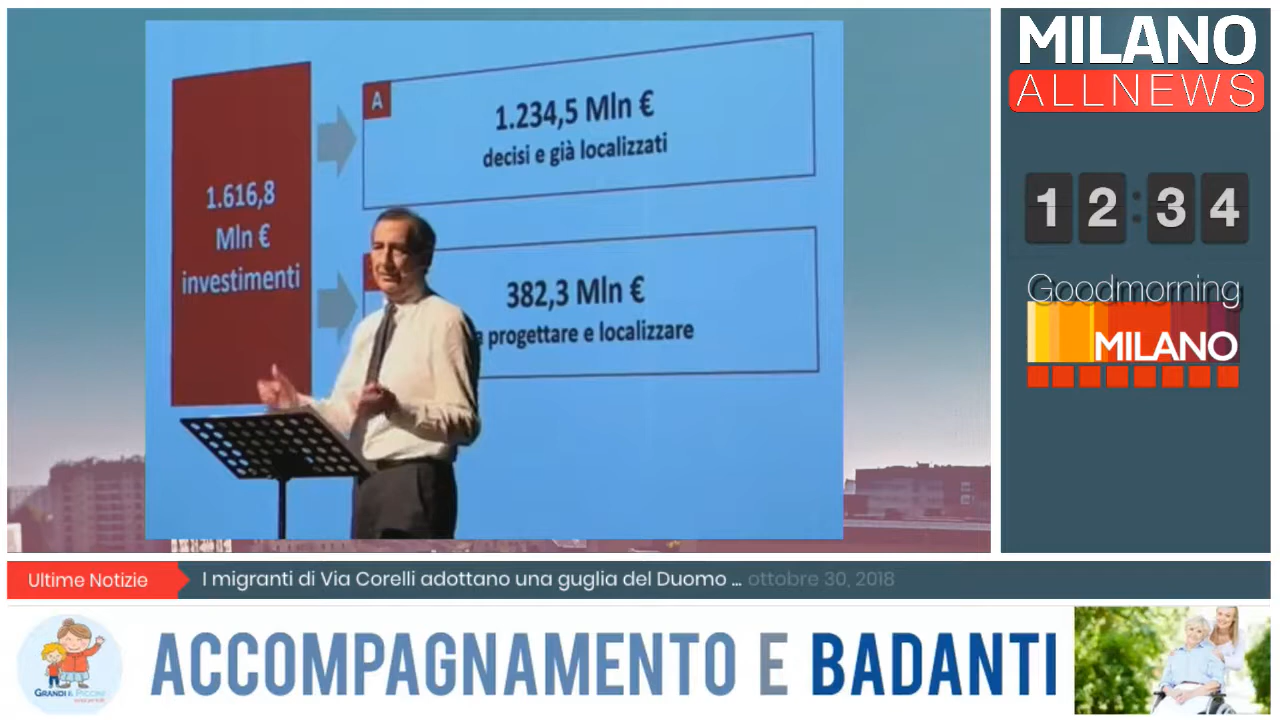 A
1.234,5 Mln €
decisi e già localizzati
1.616,8
Mln €
investimenti
382,3 Mln €
progettare e localizzare
MILANO
ALLNEWS
12:34
Goodmorning
MILANO
Ultime Notizie
I migranti di Via Corelli adottano una guglia del Duomo ... ottobre 30, 2018
GRANDI & PICCINI
ACCOMPAGNAMENTO E BADANTI